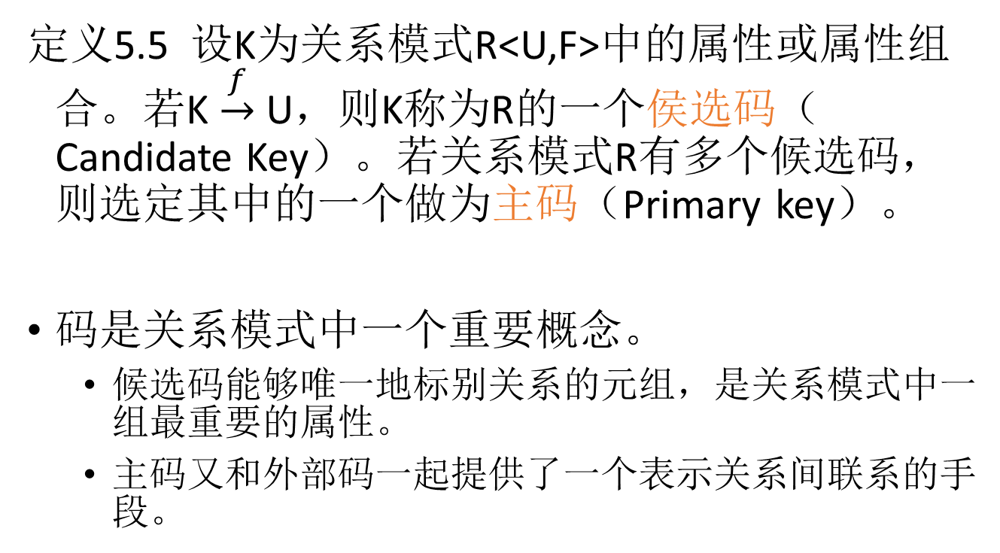 定义5.5 设K为关系模式R<U,F>中的属性或属性组
合。若K \overset{f}{→} U，则K称为R的一个侯选码（
Candidate Key）。若关系模式R有多个候选码，
则选定其中的一个做为主码（Primary key）。
• 码是关系模式中一个重要概念。
• 候选码能够唯一地标别关系的元组，是关系模式中一
组最重要的属性。
• 主码又和外部码一起提供了一个表示关系间联系的手
段。